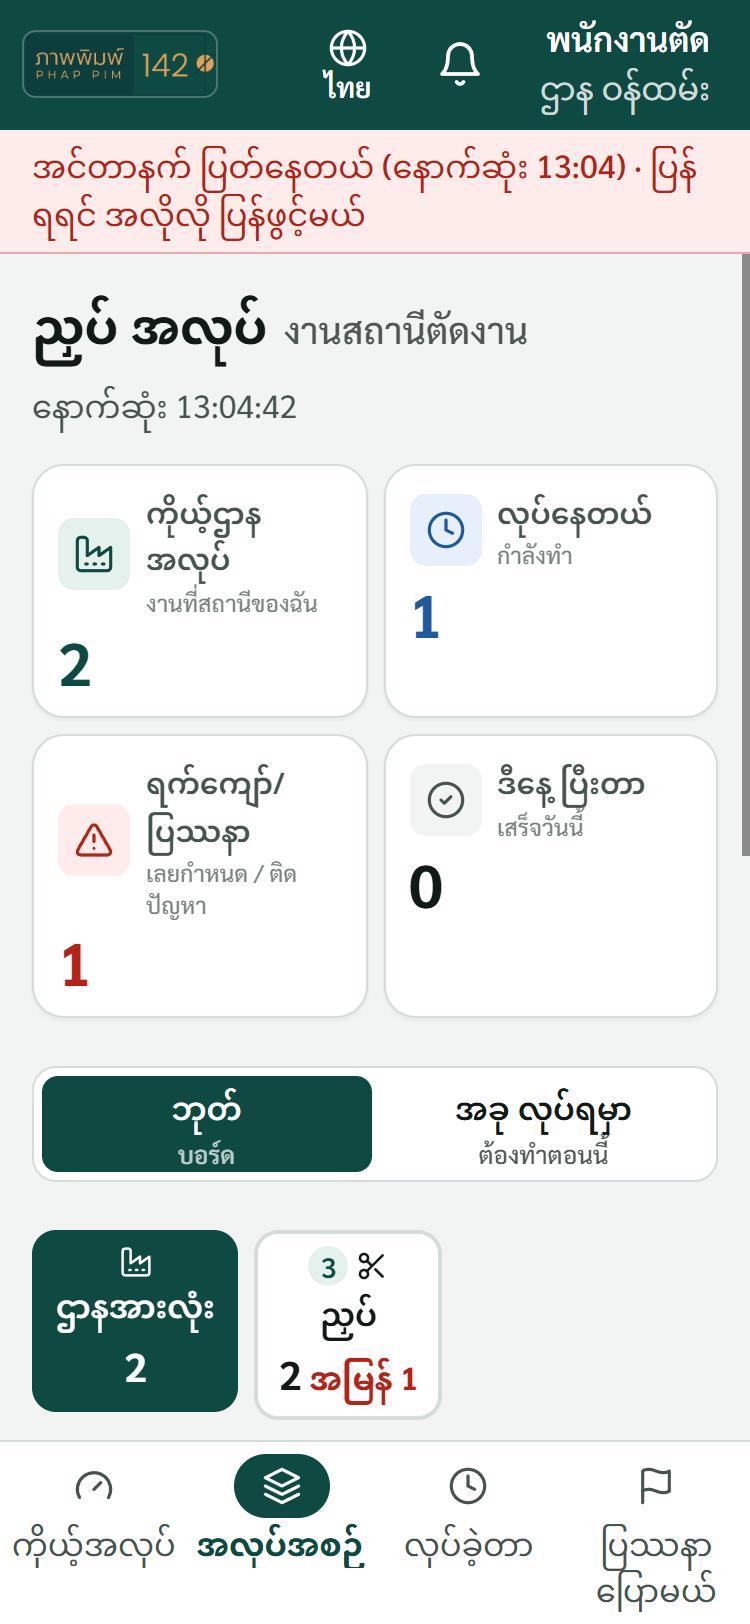 ภาพพิมพ์
PHAP PIM
142
ไทย
พนักงานตัด
ဌာန ဝန်ထမ်း
အင်တာနက် ပြတ်နေတယ် (နောက်ဆုံး 13:04) · ပြန်
ရရင် အလိုလို ပြန်ဖွင့်မယ်
ညှပ် အလုပ် งานสถานีตัดงาน
နောက်ဆုံး 13:04:42
ကိုယ့်ဌာန
အလုပ်
งานที่สถานีของฉัน
2
လုပ်နေတယ်
กำลังทำ
1
ရက်ကျော်/
ပြဿနာ
เลยกำหนด / ติด
ปัญหา
1
ဒီနေ့ ပြီးတာ
เสร็จวันนี้
0
ဘုတ်
บอร์ด
အခု လုပ်ရမှာ
ต้องทำตอนนี้
ဌာနအားလုံး
2
3
ညှပ်
2 အမြန် 1
ကိုယ့်အလုပ်
အလုပ်အစဉ်
လုပ်ခဲ့တာ
ပြဿနာ
ပြောမယ်